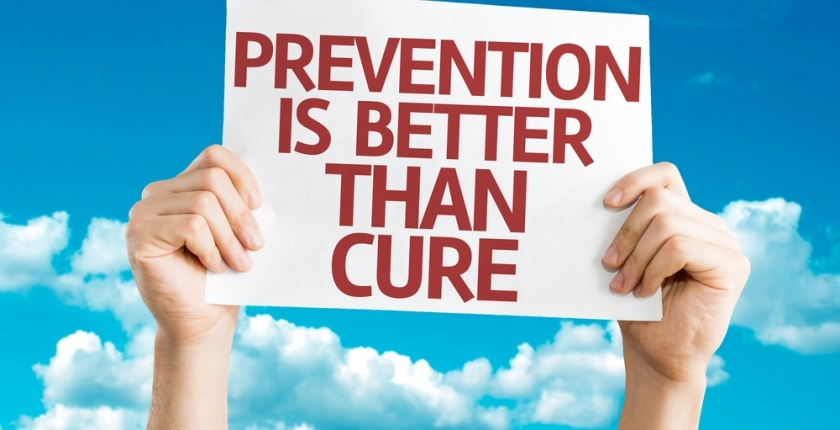 PREVENTION
IS BETTER
THAN
CURE